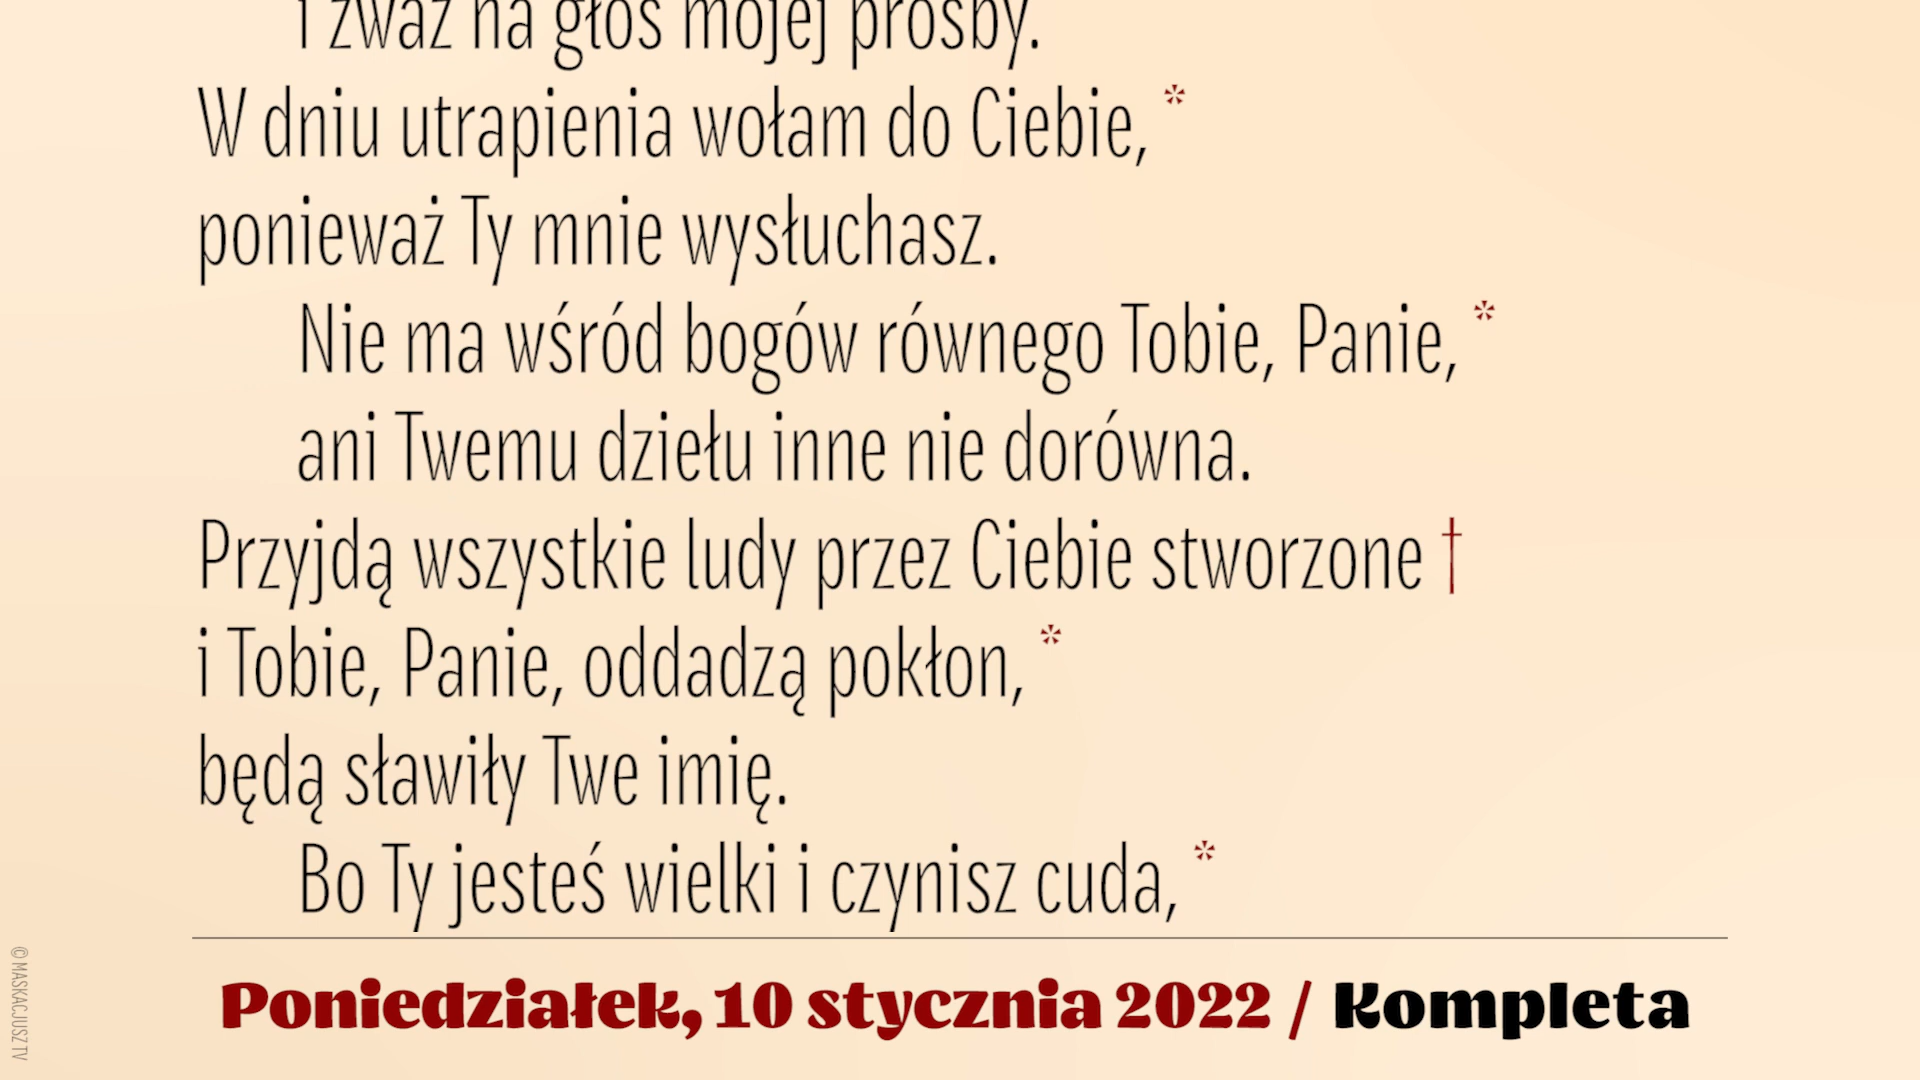 i zważ na głos mojej prośby.
W dniu utrapienia wołam do Ciebie, *
ponieważ Ty mnie wysłuchasz.
Nie ma wśród bogów równego Tobie, Panie, *
ani Twemu dziełu inne nie dorówna.
Przyjdą wszystkie ludy przez Ciebie stworzone †
i Tobie, Panie, oddadzą pokłon, *
będą sławiły Twe imię.
Bo Ty jesteś wielki i czynisz cuda, *
Poniedziałek, 10 stycznia 2022 / Kompleta
© MASKACJUSZ TV